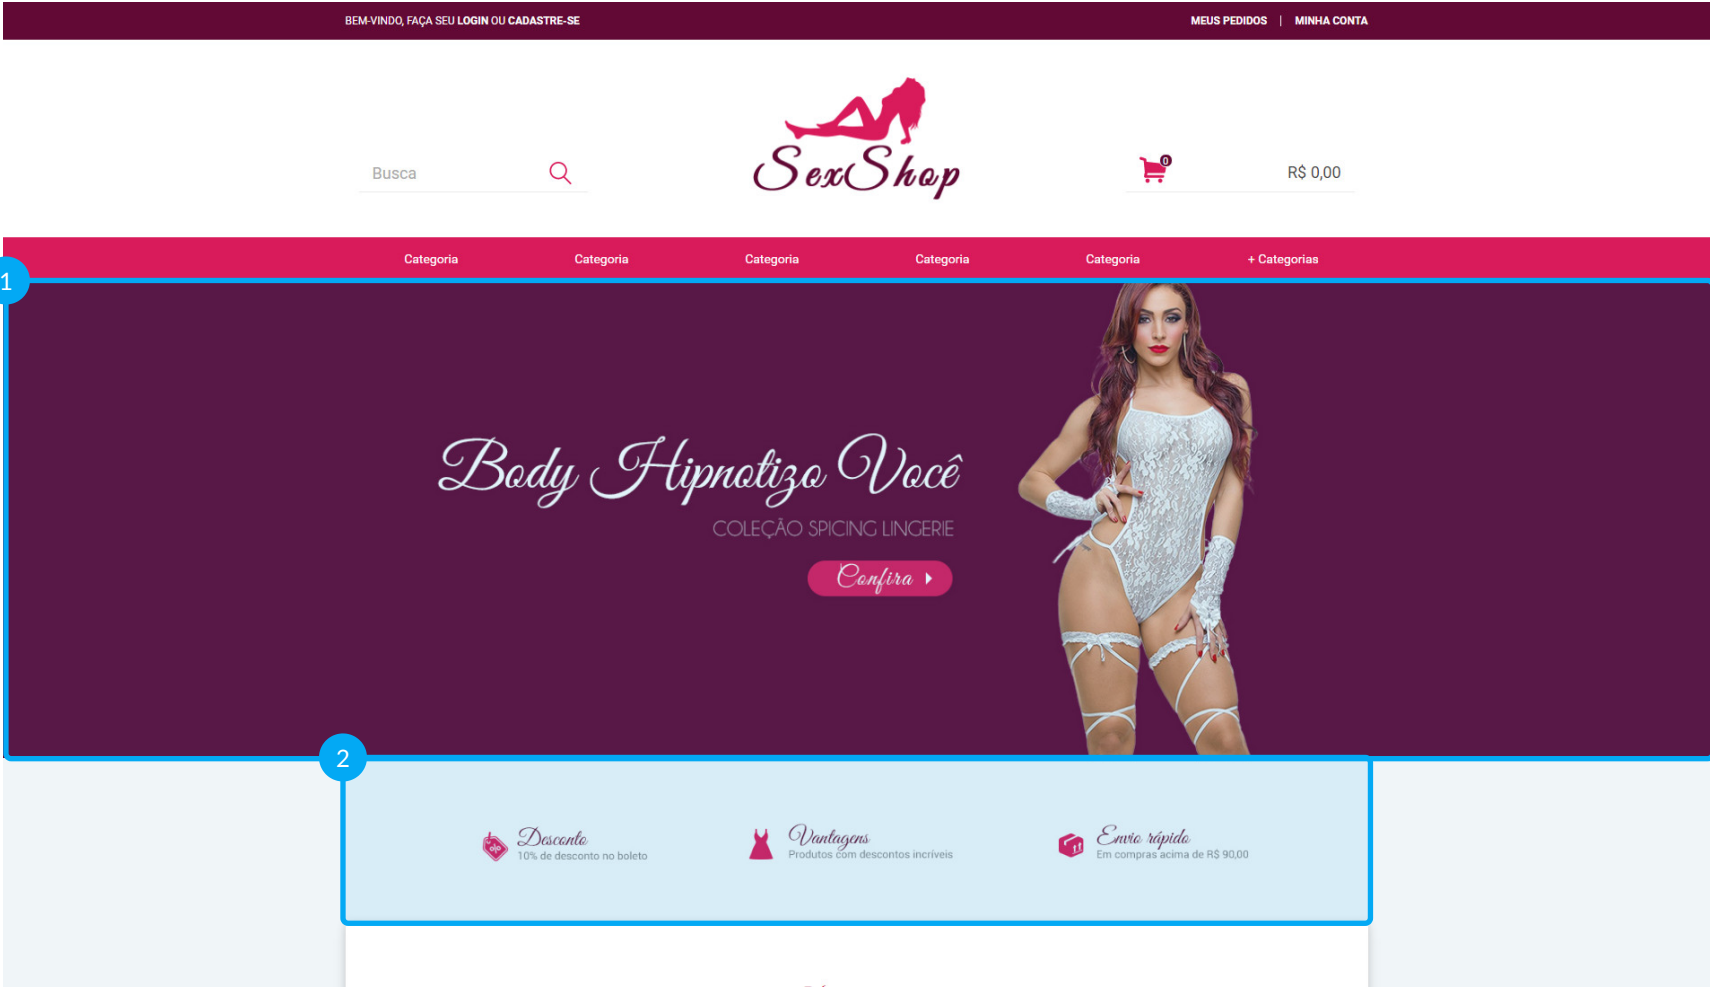 BEM-VINDO, FAÇA SEU LOGIN OU CADASTRE-SE
MEUS PEDIDOS | MINHA CONTA
Busca
SexShop
0
R$ 0,00
Categoria
Categoria
Categoria
Categoria
Categoria
+ Categorias
1
Body Hipnotizo Você
COLEÇÃO SPICING LINGERIE
Confira
2
Desconto
10% de desconto no boleto
Vantagens
Produtos com descontos incríveis
Envio rápido
Em compras acima de R$ 90,00